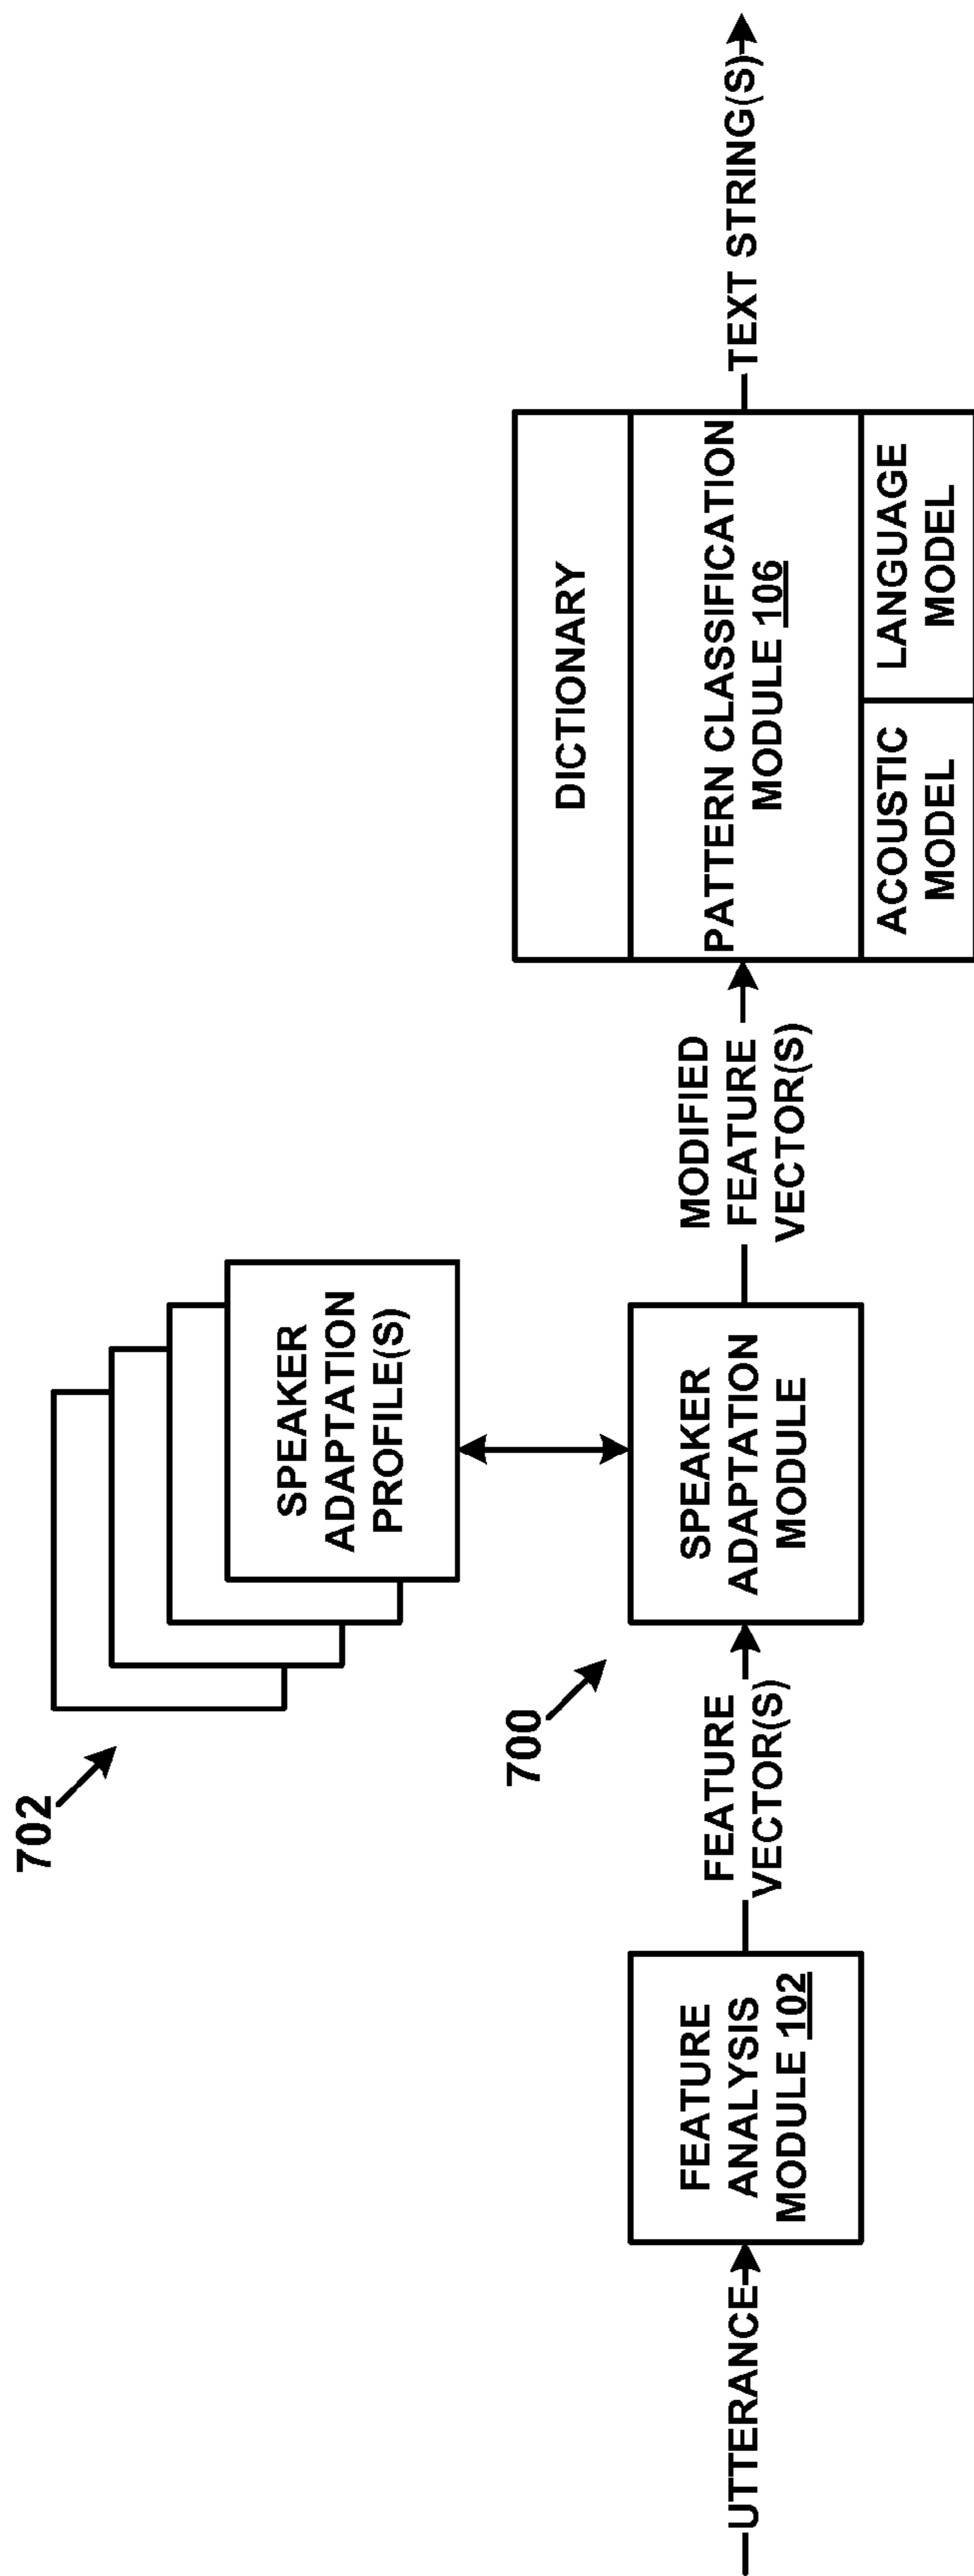 702
SPEAKER
ADAPTATION
PROFILE(S)
700
UTTERANCE
FEATURE
ANALYSIS
MODULE 102
FEATURE
VECTOR(S)
SPEAKER
ADAPTATION
MODULE
MODIFIED
FEATURE
VECTOR(S)
DICTIONARY
PATTERN CLASSIFICATION
MODULE 106
ACOUSTIC
MODEL
LANGUAGE
MODEL
TEXT STRING(S)